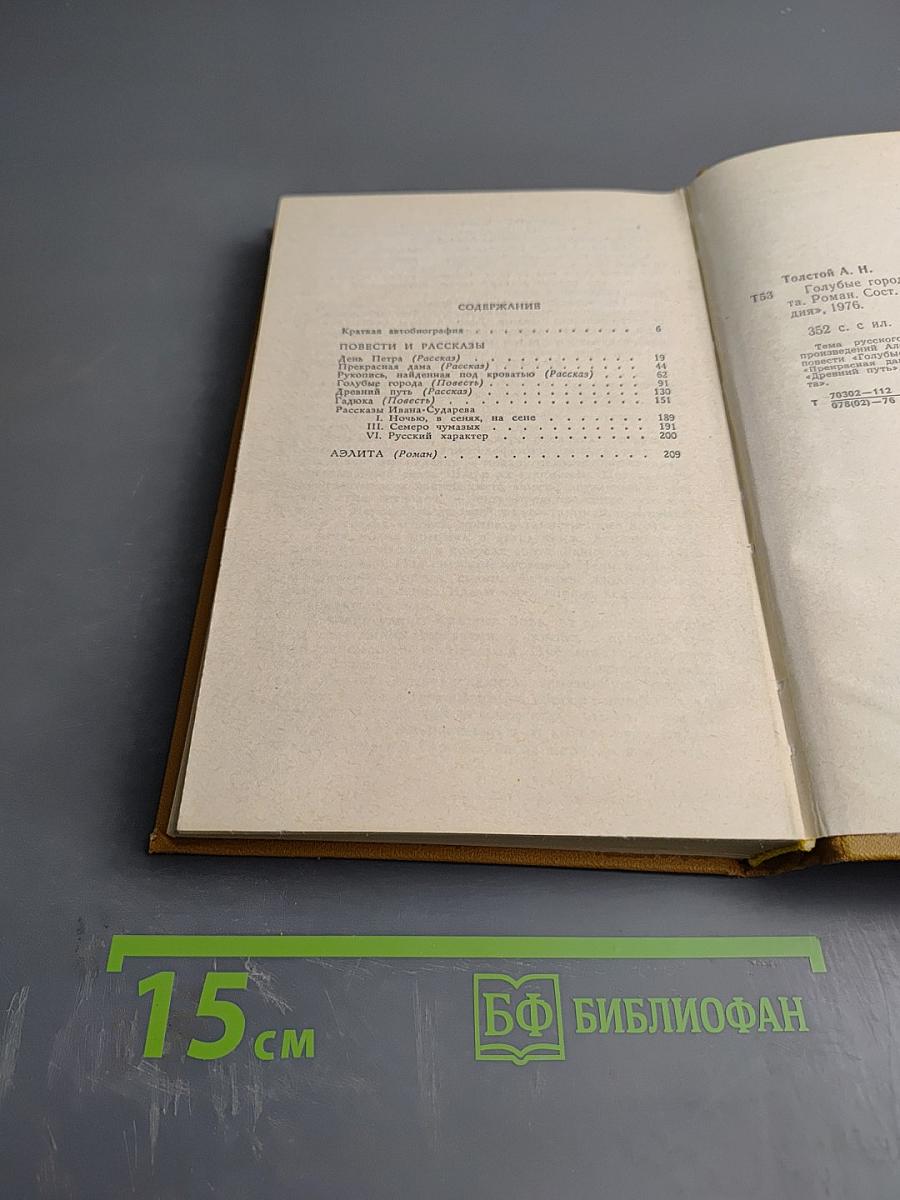 СОДЕРЖАНИЕ
Краткая автобиография . . . . . . . . . . . . 6
ПОВЕСТИ И РАССКАЗЫ
День Петра (Рассказ) . . . . . . . . . . . . 19
Прекрасная дама (Рассказ) . . . . . . . . . . 44
Рукопись, найденная под кроватью (Рассказ) . . . 62
Голубые города (Повесть) . . . . . . . . . . 91
Древний путь (Рассказ) . . . . . . . . . . . 130
Гадюка (Повесть) . . . . . . . . . . . . . 151
Рассказы Ивана Сударева
I. Ночью, в сенях, на сене . . . . . . . . 189
III. Семеро чумазых . . . . . . . . . . 191
VI. Русский характер . . . . . . . . . . 200
АЭЛИТА (Роман) . . . . . . . . . . . . . . 209
Толстой А. Н.
Т53
Голубые город
та. Роман. Сост.
дия», 1976.
352 с. с ил.
Тема русского
произведений Ал
повести «Голубые
«Прекрасная дам
«Древний путь»
та».
Т 70302—112
078(02)—76
15 см
БФ БИБЛИОФАН